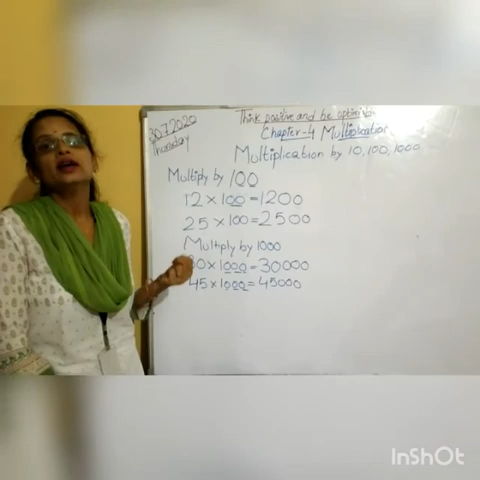 30.7.2020
Thursday
Think positive and be optimistic
Chapter-4 Multiplication
Multiplication by 10, 100, 1000
Multiply by 100
12 × 100 = 1200
25 × 100 = 2500
Multiply by 1000
30 × 1000 = 30000
45 × 1000 = 45000
InShOt